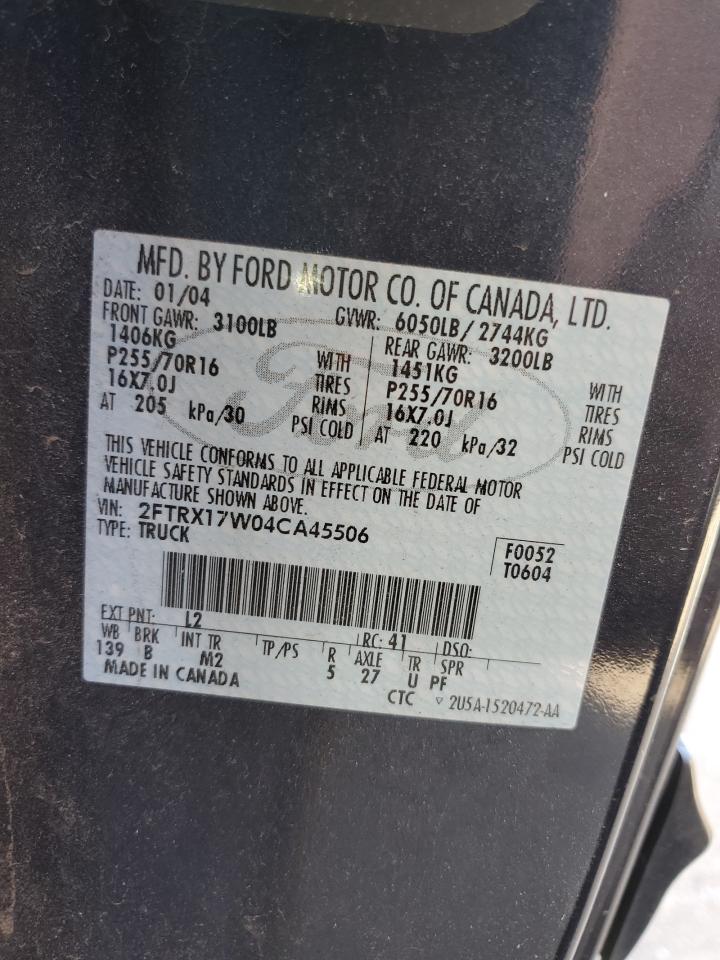 MFD. BY FORD MOTOR CO. OF CANADA, LTD.
DATE: 01/04 GVWR: 6050LB/ 2744KG
FRONT GAWR: 3100LB REAR GAWR: 3200LB
1406KG WITH 1451KG WITH
P255/70R16 TIRES P255/70R16 TIRES
16X7.0J RIMS 16X7.0J RIMS
AT 205 kPa/30 PSI COLD AT 220 kPa/32 PSI COLD
Ford
THIS VEHICLE CONFORMS TO ALL APPLICABLE FEDERAL MOTOR
VEHICLE SAFETY STANDARDS IN EFFECT ON THE DATE OF
MANUFACTURE SHOWN ABOVE.
VIN: 2FTRX17W04CA45506
TYPE: TRUCK
F0052
T0604
EXT PNT: L2 RC: 41 DSO:
WB BRK INT TR TP/PS R AXLE TR SPR
139 B M2 5 27 U PF
MADE IN CANADA CTC ▽ 2U5A-1520472-AA